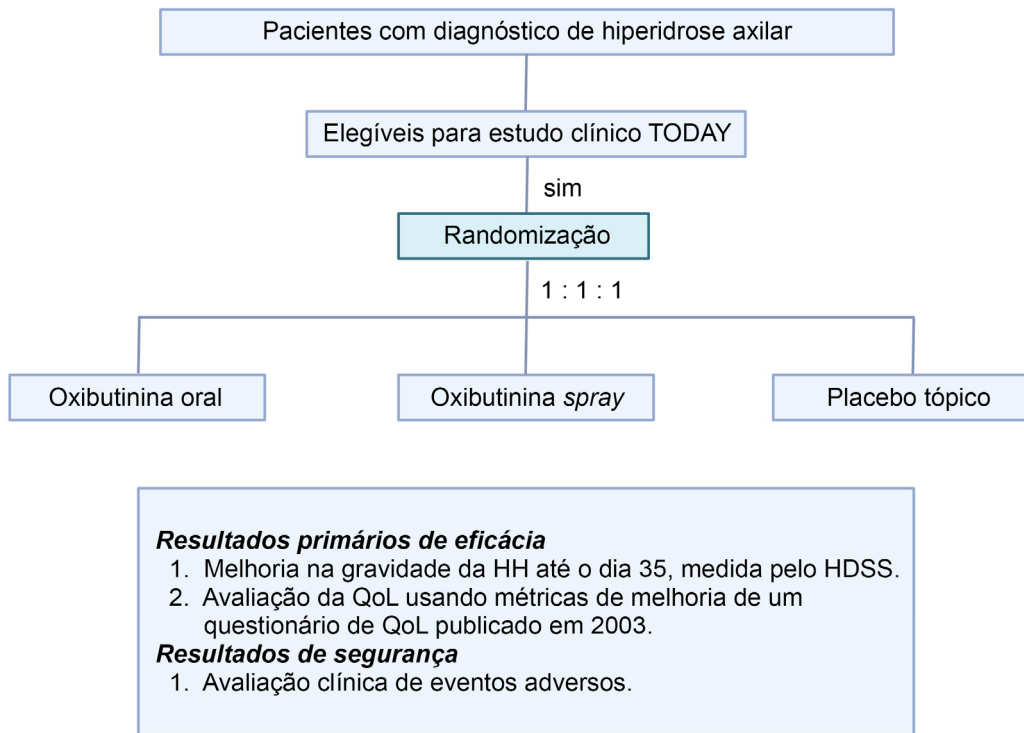 Pacientes com diagnóstico de hiperidrose axilar
Elegíveis para estudo clínico TODAY
sim
Randomização
1 : 1 : 1
Oxibutinina oral
Oxibutinina spray
Placebo tópico
Resultados primários de eficácia
1. Melhoria na gravidade da HH até o dia 35, medida pelo HDSS.
2. Avaliação da QoL usando métricas de melhoria de um
questionário de QoL publicado em 2003.
Resultados de segurança
1. Avaliação clínica de eventos adversos.